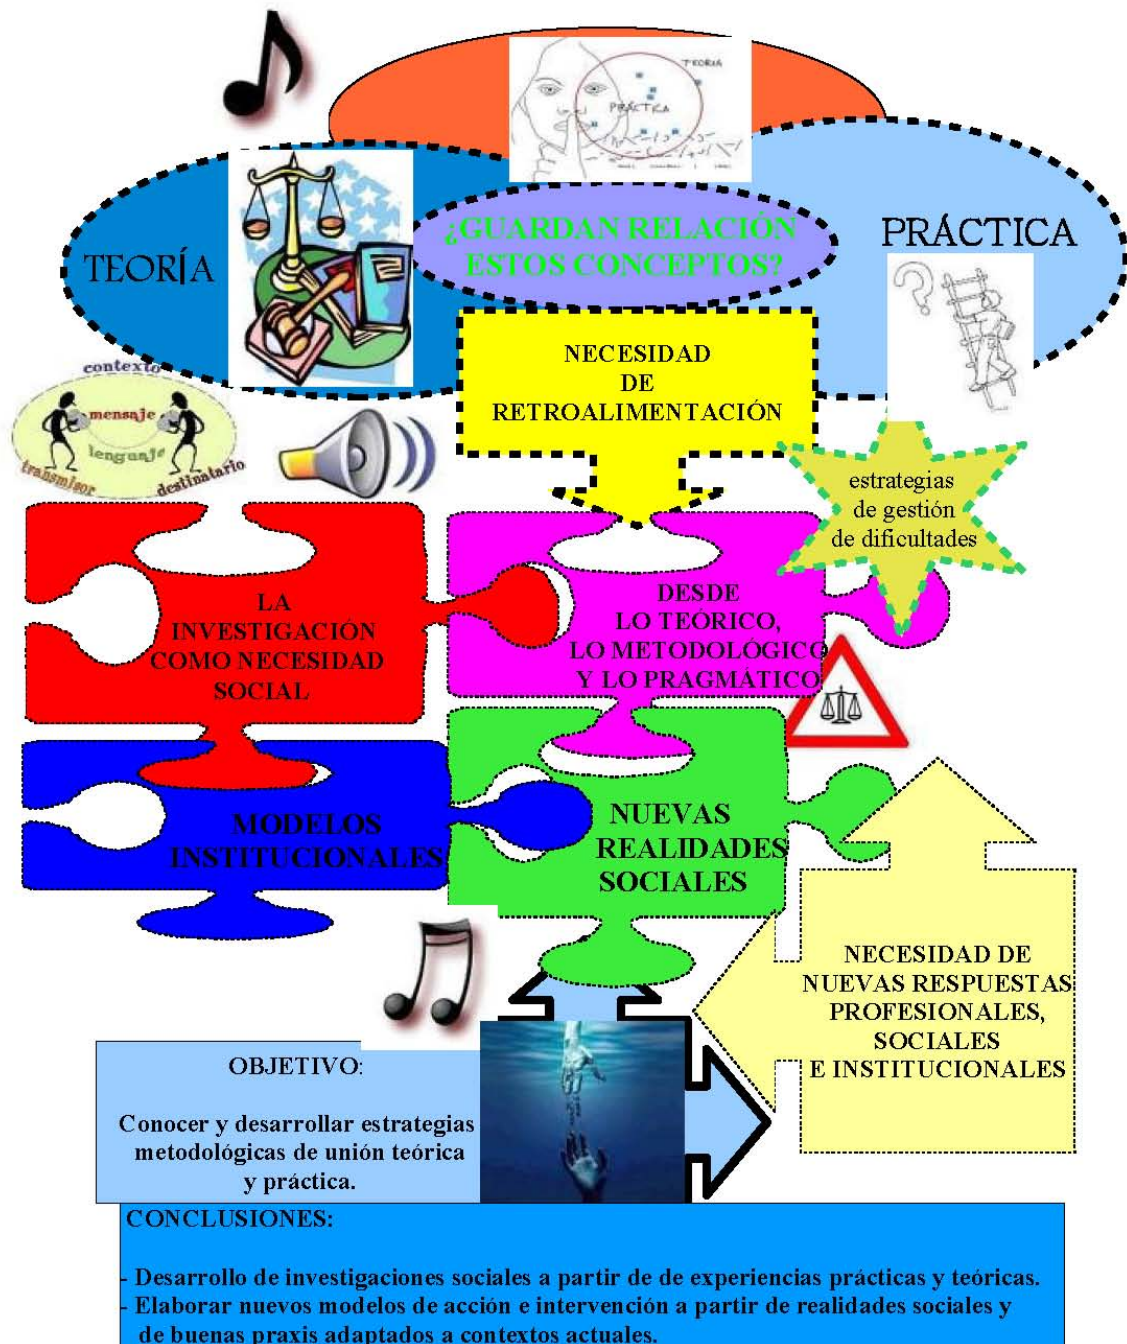 TEORIA
PRÁCTICA
¿GUARDAN RELACIÓN
ESTOS CONCEPTOS?
TEORÍA
PRÁCTICA
NECESIDAD
DE
RETROALIMENTACIÓN
contexto
mensaje
lenguaje
transmisor
destinatario
estrategias
de gestión
de dificultades
LA
INVESTIGACIÓN
COMO NECESIDAD
SOCIAL
DESDE
LO TEÓRICO,
LO METODOLÓGICO
Y LO PRAGMÁTICO
MODELOS
INSTITUCIONALES
NUEVAS
REALIDADES
SOCIALES
NECESIDAD DE
NUEVAS RESPUESTAS
PROFESIONALES,
SOCIALES
E INSTITUCIONALES
OBJETIVO:
Conocer y desarrollar estrategias
metodológicas de unión teórica
y práctica.
CONCLUSIONES:
- Desarrollo de investigaciones sociales a partir de de experiencias prácticas y teóricas.
- Elaborar nuevos modelos de acción e intervención a partir de realidades sociales y
de buenas praxis adaptados a contextos actuales.